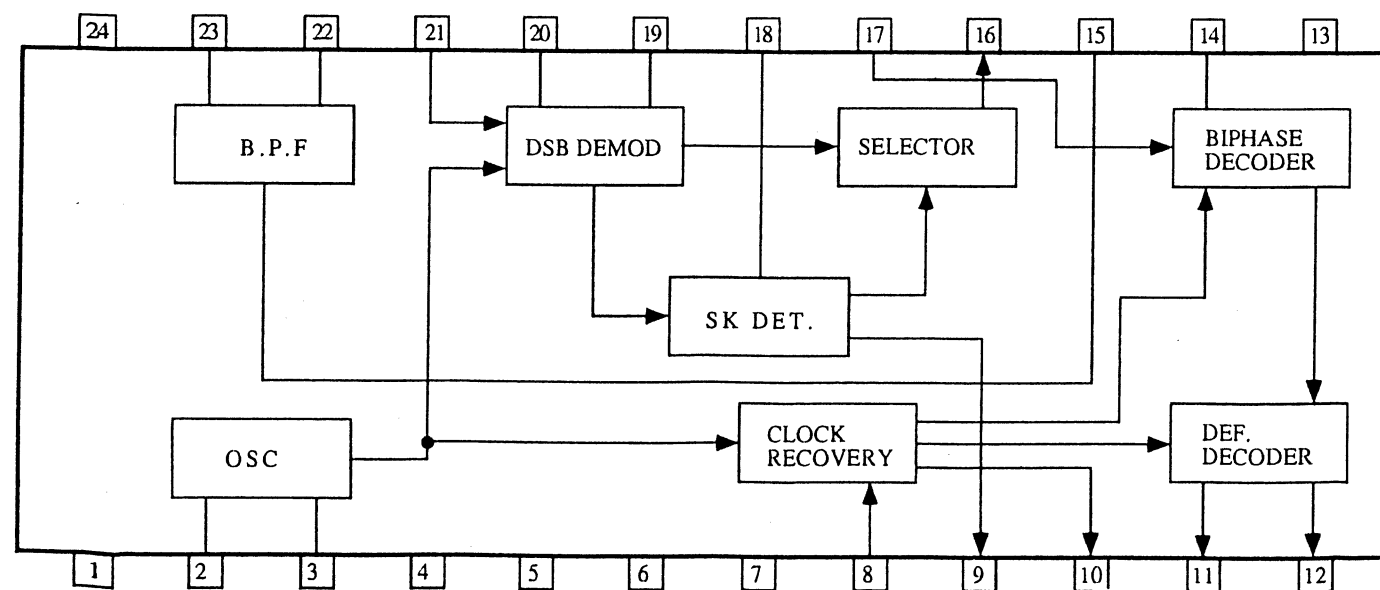 24 23 22 21 20 19 18 17 16 15 14 13
B.P.F
DSB DEMOD
SELECTOR
BIPHASE
DECODER
SK DET.
OSC
CLOCK
RECOVERY
DEF.
DECODER
1 2 3 4 5 6 7 8 9 10 11 12